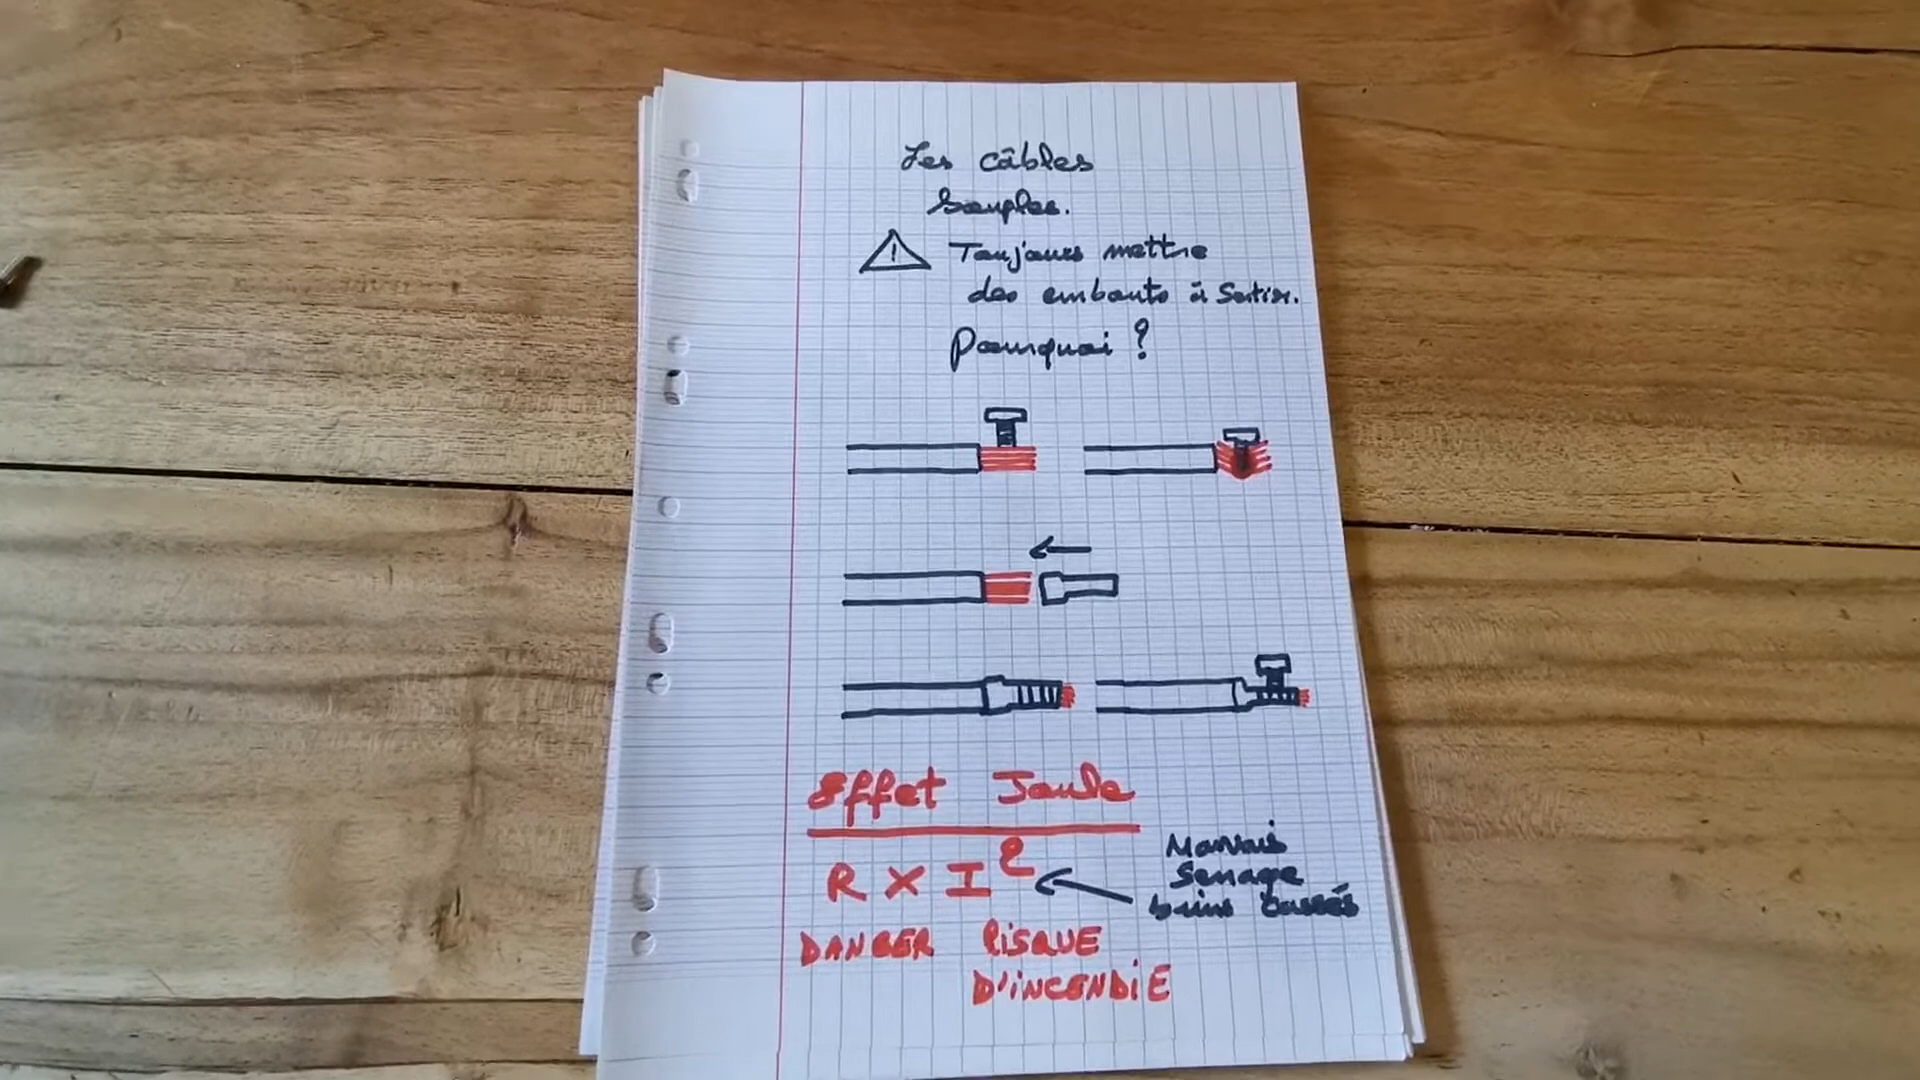 Les câbles
Souples.
Toujours mettre
des embouts à Sertir.
Pourquoi ?
Effet Joule
R x I²
Mauvais
Serrage
brins cassés
DANGER RISQUE
D'iNCENDiE